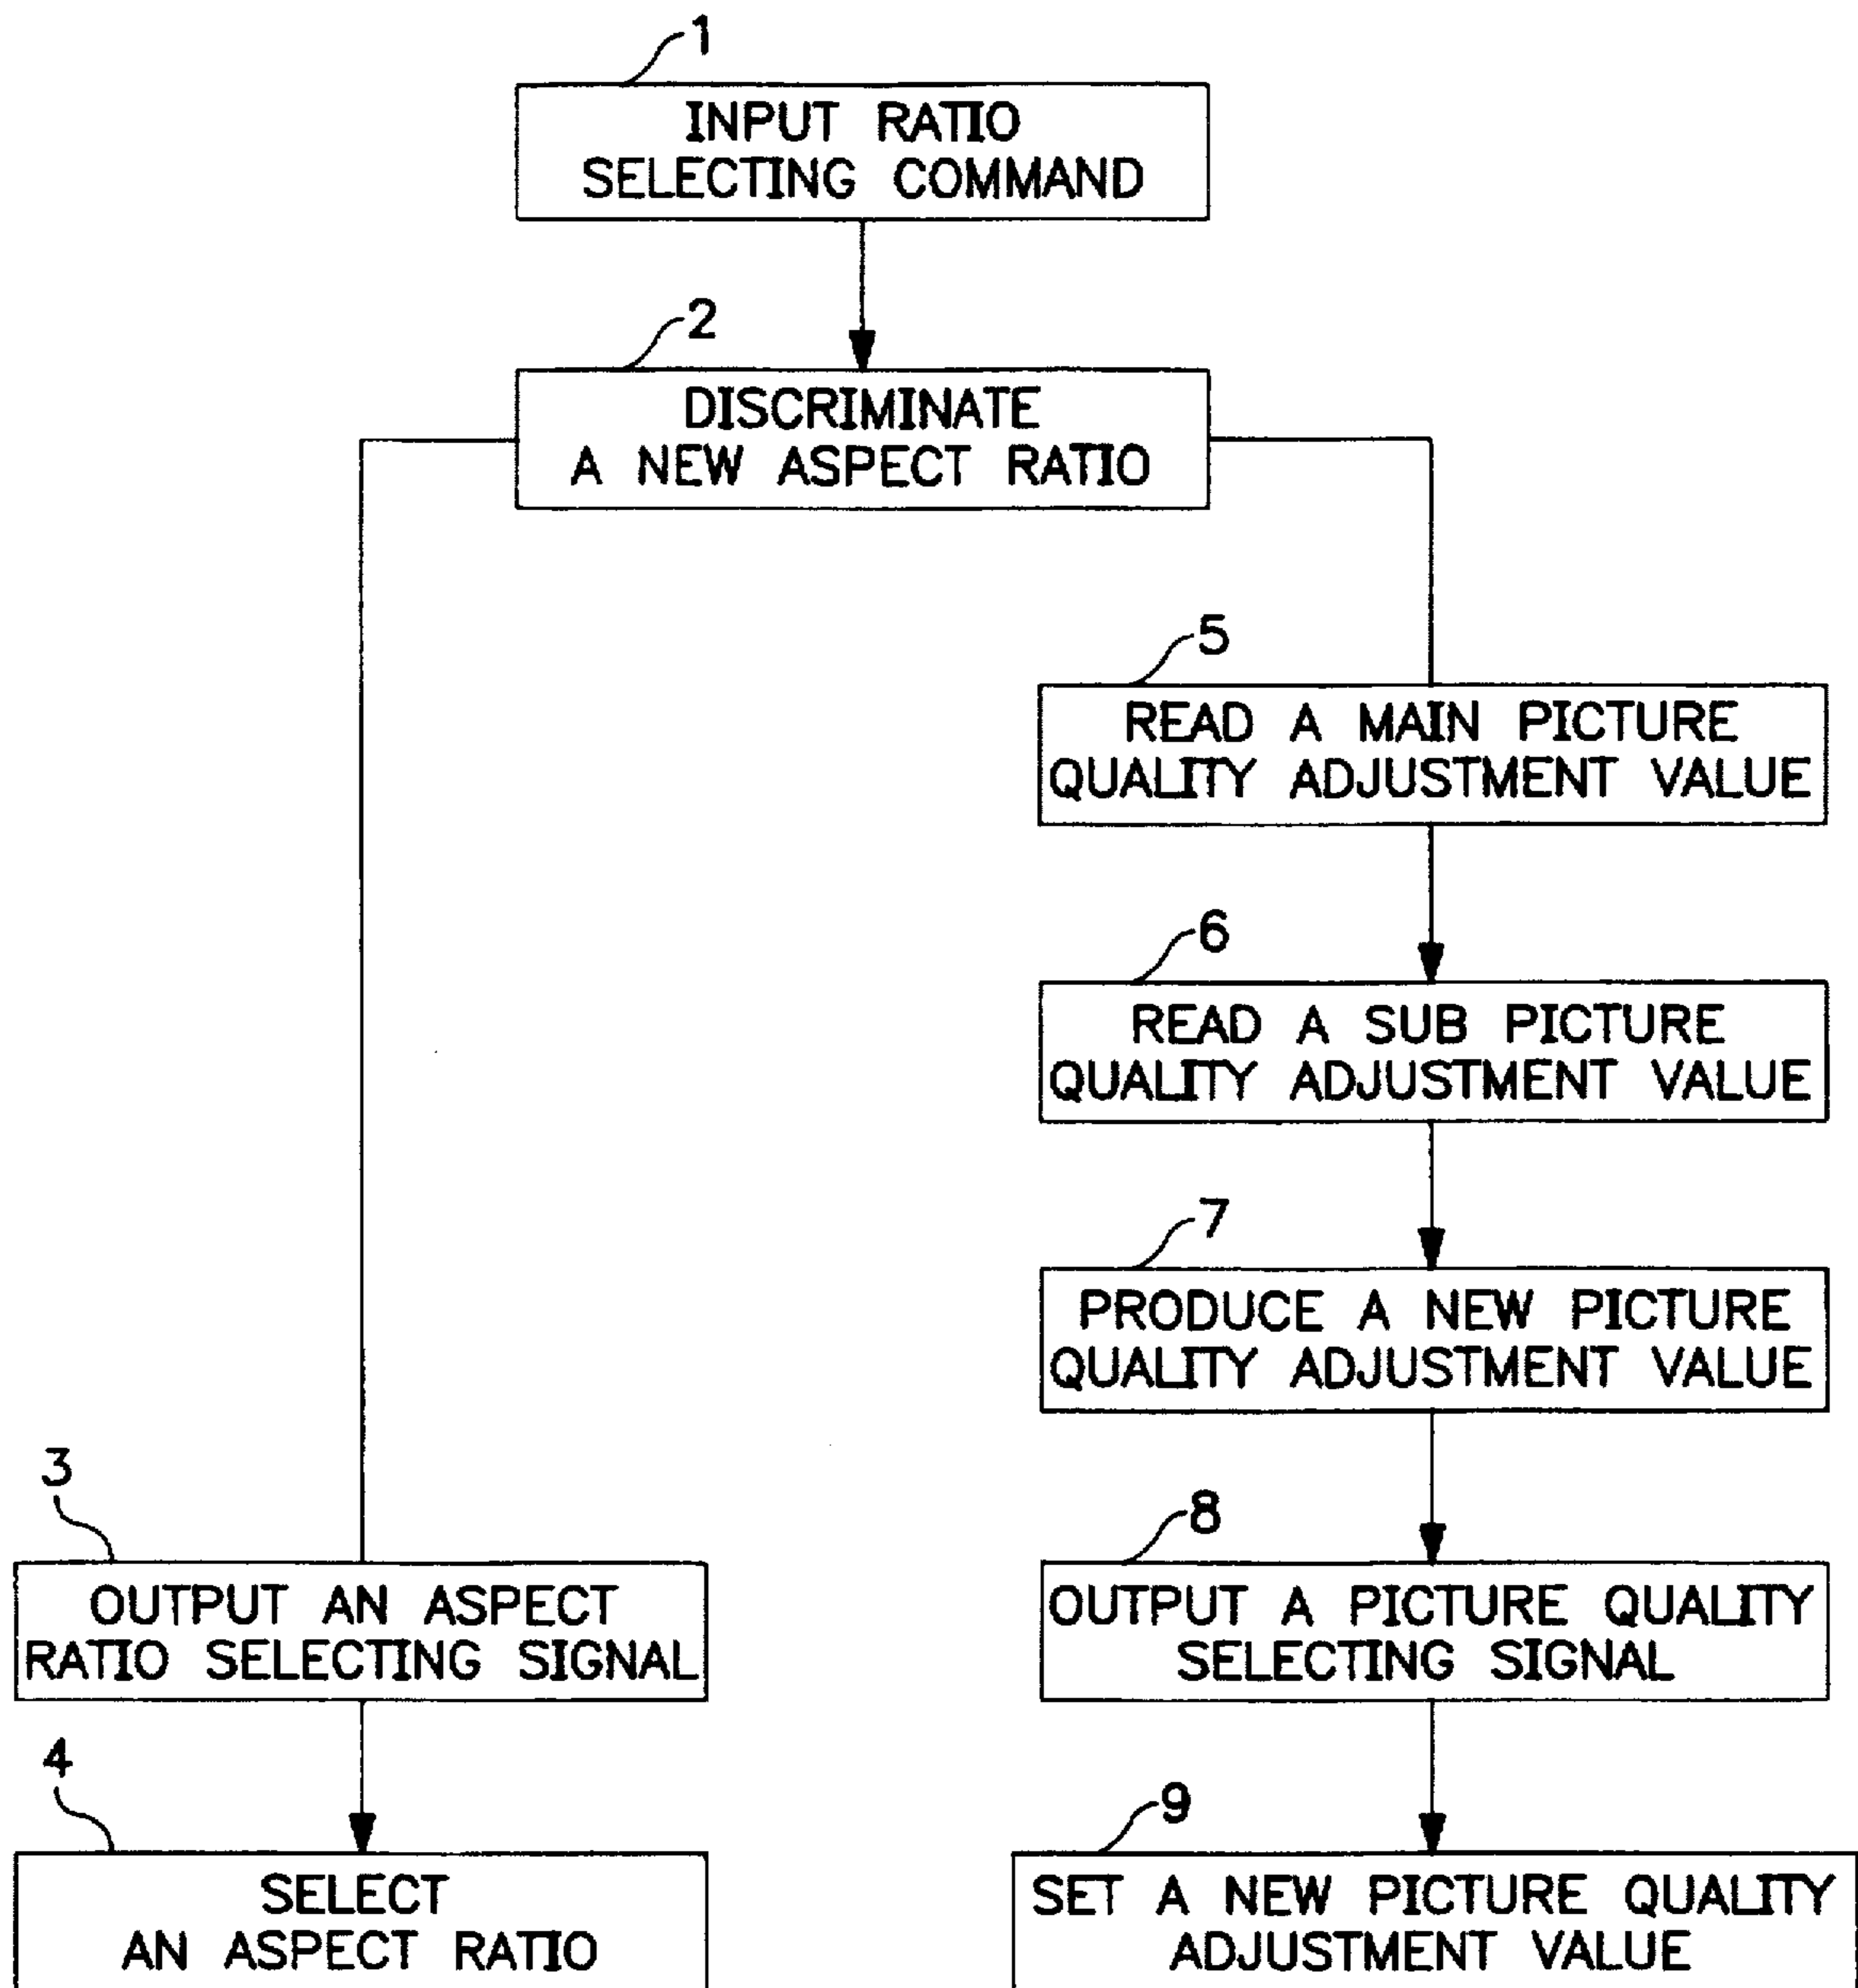 1
INPUT RATIO
SELECTING COMMAND
2
DISCRIMINATE
A NEW ASPECT RATIO
5
READ A MAIN PICTURE
QUALITY ADJUSTMENT VALUE
6
READ A SUB PICTURE
QUALITY ADJUSTMENT VALUE
7
PRODUCE A NEW PICTURE
QUALITY ADJUSTMENT VALUE
3
OUTPUT AN ASPECT
RATIO SELECTING SIGNAL
8
OUTPUT A PICTURE QUALITY
SELECTING SIGNAL
4
SELECT
AN ASPECT RATIO
9
SET A NEW PICTURE QUALITY
ADJUSTMENT VALUE